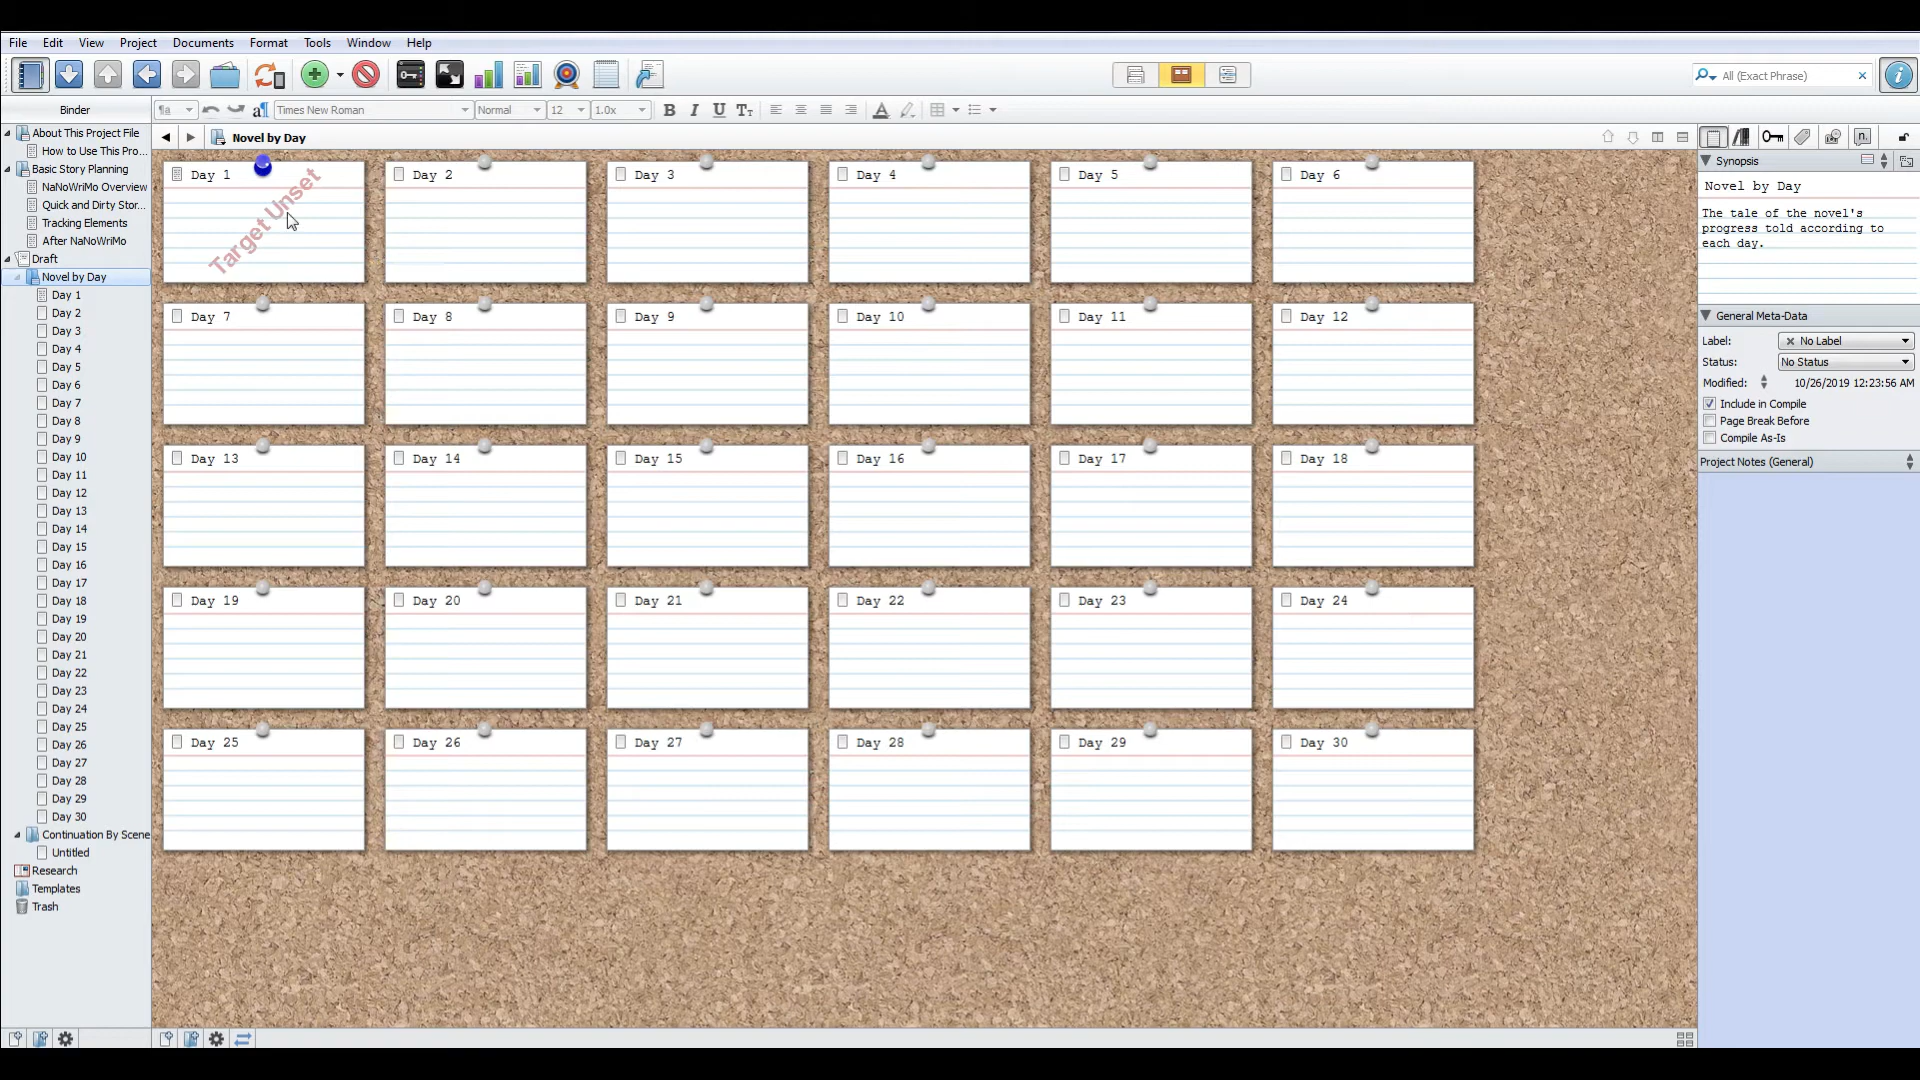 File Edit View Project Documents Format Tools Window Help
All (Exact Phrase)
Binder
Times New Roman Normal 12 1.0x
Novel by Day
About This Project File
How to Use This Pro...
Basic Story Planning
NaNoWriMo Overview
Quick and Dirty Stor...
Tracking Elements
After NaNoWriMo
Draft
Novel by Day
Day 1
Day 2
Day 3
Day 4
Day 5
Day 6
Day 7
Day 8
Day 9
Day 10
Day 11
Day 12
Day 13
Day 14
Day 15
Day 16
Day 17
Day 18
Day 19
Day 20
Day 21
Day 22
Day 23
Day 24
Day 25
Day 26
Day 27
Day 28
Day 29
Day 30
Continuation By Scene
Untitled
Research
Templates
Trash
Day 1 Day 2 Day 3 Day 4 Day 5 Day 6
Target Unset
Day 7 Day 8 Day 9 Day 10 Day 11 Day 12
Day 13 Day 14 Day 15 Day 16 Day 17 Day 18
Day 19 Day 20 Day 21 Day 22 Day 23 Day 24
Day 25 Day 26 Day 27 Day 28 Day 29 Day 30
Synopsis
Novel by Day
The tale of the novel's
progress told according to
each day.
General Meta-Data
Label: No Label
Status: No Status
Modified: 10/26/2019 12:23:56 AM
Include in Compile
Page Break Before
Compile As-Is
Project Notes (General)